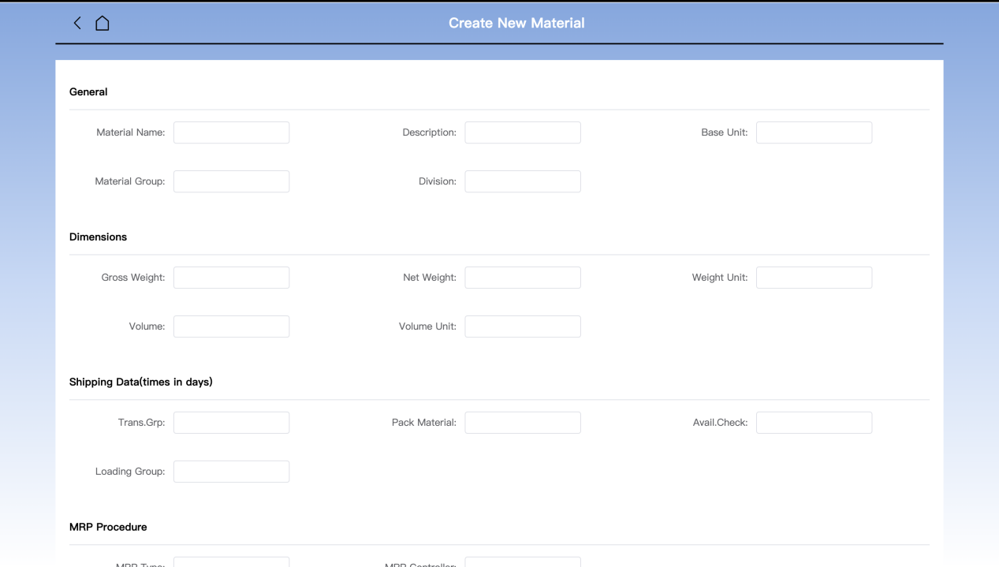 Create New Material
General
Material Name: Description: Base Unit:
Material Group: Division:
Dimensions
Gross Weight: Net Weight: Weight Unit:
Volume: Volume Unit:
Shipping Data(times in days)
Trans.Grp: Pack Material: Avail.Check:
Loading Group:
MRP Procedure
MRP Type: MRP Controller: